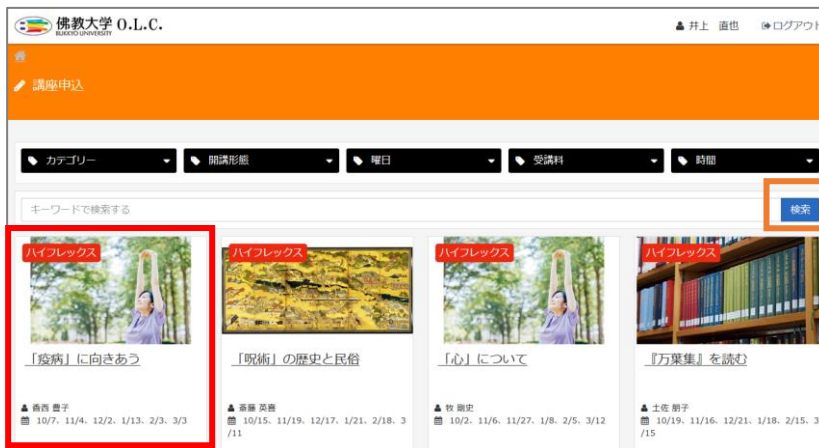 佛教大学 O.L.C.
BUKKYO UNIVERSITY
井上 直也 ログアウト
講座申込
カテゴリー 開講形態 曜日 受講料 時間
キーワードで検索する 検索
ハイフレックス ハイフレックス ハイフレックス ハイフレックス
「疫病」に向きあう 「呪術」の歴史と民俗 「心」について 『万葉集』を読む
香西 豊子 斎藤 英喜 牧 剛史 土佐 朋子
10/7、11/4、12/2、1/13、2/3、3/3 10/15、11/19、12/17、1/21、2/18、3 10/2、11/6、11/27、1/8、2/5、3/12 10/19、11/16、12/21、1/18、2/15、3
/11 /15